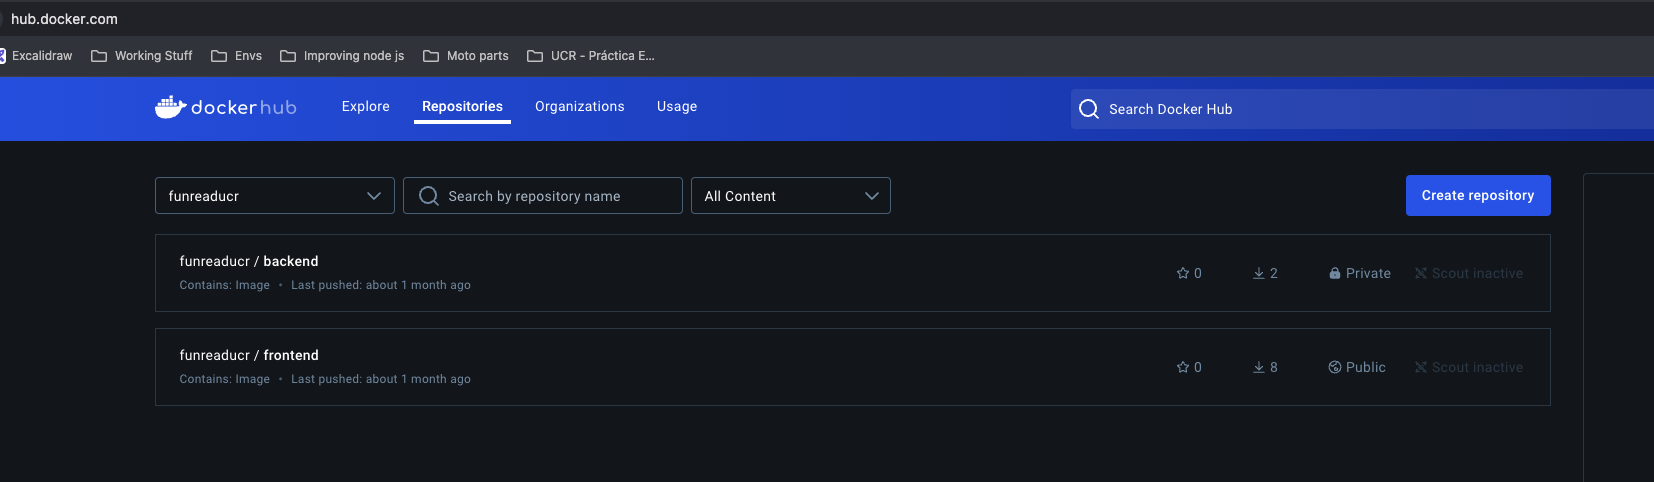 hub.docker.com
Excalidraw Working Stuff Envs Improving node js Moto parts UCR - Práctica E...
dockerhub Explore Repositories Organizations Usage Search Docker Hub
funreaducr Search by repository name All Content Create repository
funreaducr / backend
Contains: Image • Last pushed: about 1 month ago
0 2 Private Scout inactive
funreaducr / frontend
Contains: Image • Last pushed: about 1 month ago
0 8 Public Scout inactive